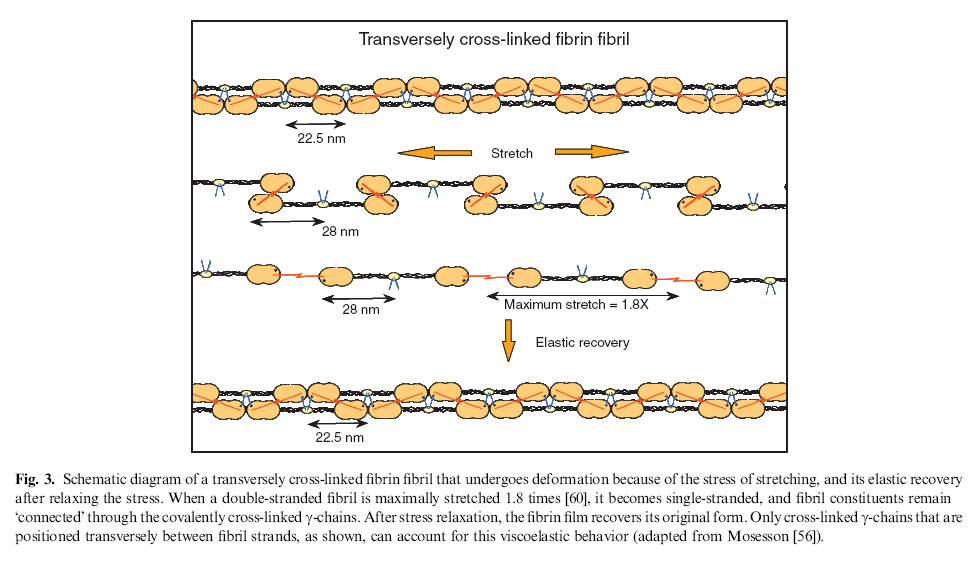 Transversely cross-linked fibrin fibril
22.5 nm
Stretch
28 nm
28 nm
Maximum stretch = 1.8X
Elastic recovery
22.5 nm
Fig. 3. Schematic diagram of a transversely cross-linked fibrin fibril that undergoes deformation because of the stress of stretching, and its elastic recovery
after relaxing the stress. When a double-stranded fibril is maximally stretched 1.8 times [60], it becomes single-stranded, and fibril constituents remain
‘connected’ through the covalently cross-linked γ-chains. After stress relaxation, the fibrin film recovers its original form. Only cross-linked γ-chains that are
positioned transversely between fibril strands, as shown, can account for this viscoelastic behavior (adapted from Mosesson [56]).